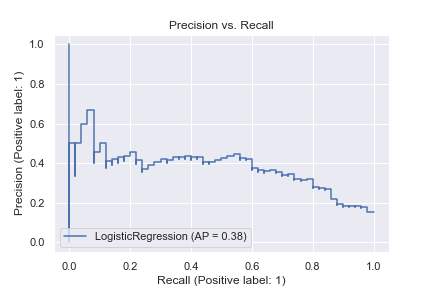 Precision vs. Recall
Precision (Positive label: 1)
1.0
0.8
0.6
0.4
0.2
0.0
LogisticRegression (AP = 0.38)
0.0 0.2 0.4 0.6 0.8 1.0
Recall (Positive label: 1)